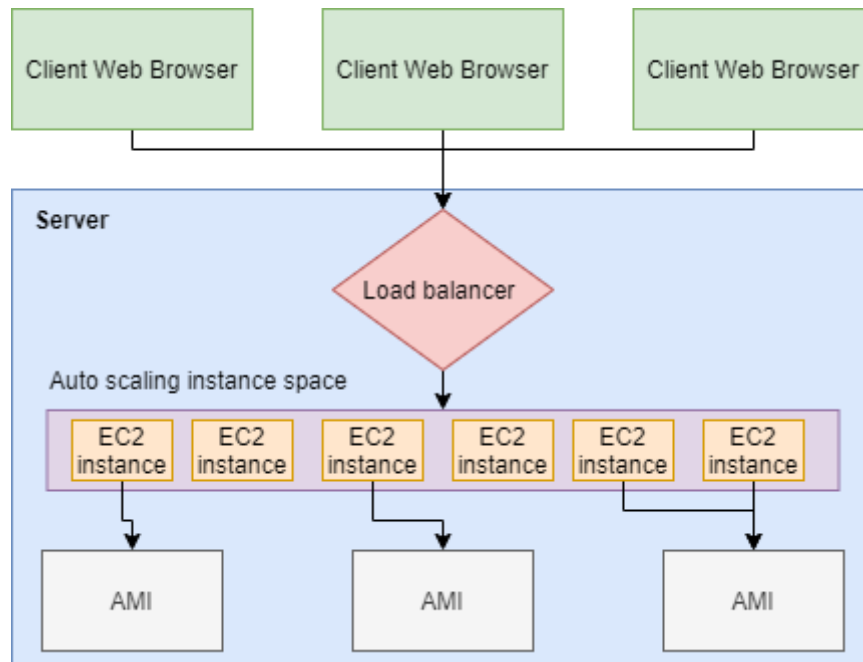 Client Web Browser
Client Web Browser
Client Web Browser
Server
Load balancer
Auto scaling instance space
EC2
instance
EC2
instance
EC2
instance
EC2
instance
EC2
instance
EC2
instance
AMI
AMI
AMI